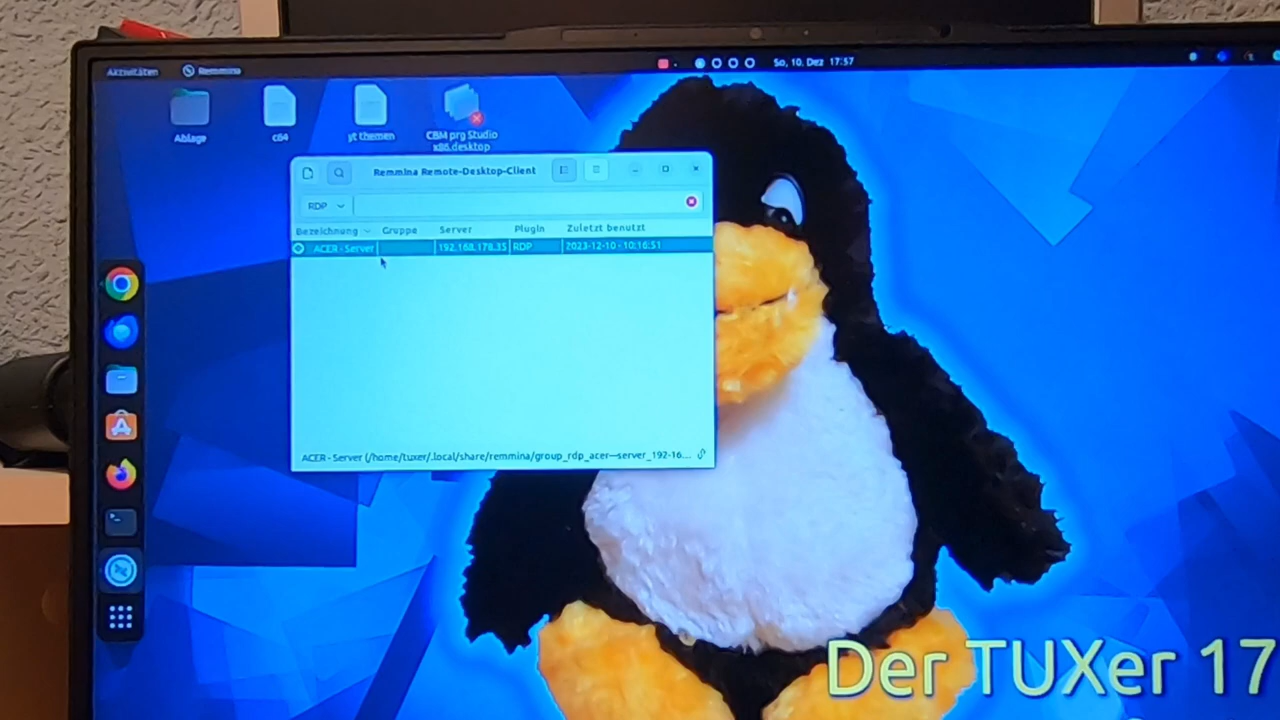 Aktivitäten Remmina So, 10. Dez 17:57
Ablage
c64
yt themen
CBM prg Studio
x86.desktop
Remmina Remote-Desktop-Client
RDP
Bezeichnung Gruppe Server Plugin Zuletzt benutzt
ACER - Server 192.168.178.35 RDP 2023-12-10 - 10:16:51
ACER - Server (/home/tuxer/.local/share/remmina/group_rdp_acer---server_192-16...
Der TUXer 17